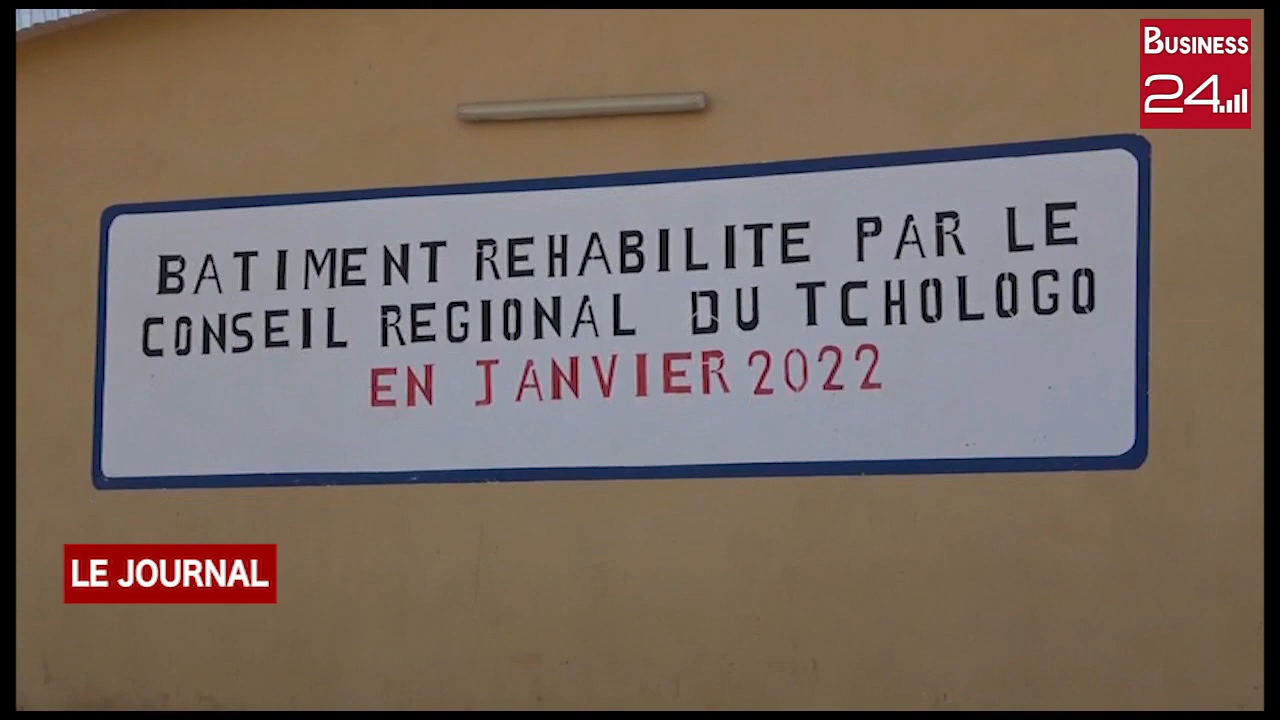 BUSINESS
24
BATIMENT REHABILITE PAR LE
CONSEIL REGIONAL DU TCHOLOGO
EN JANVIER 2022
LE JOURNAL